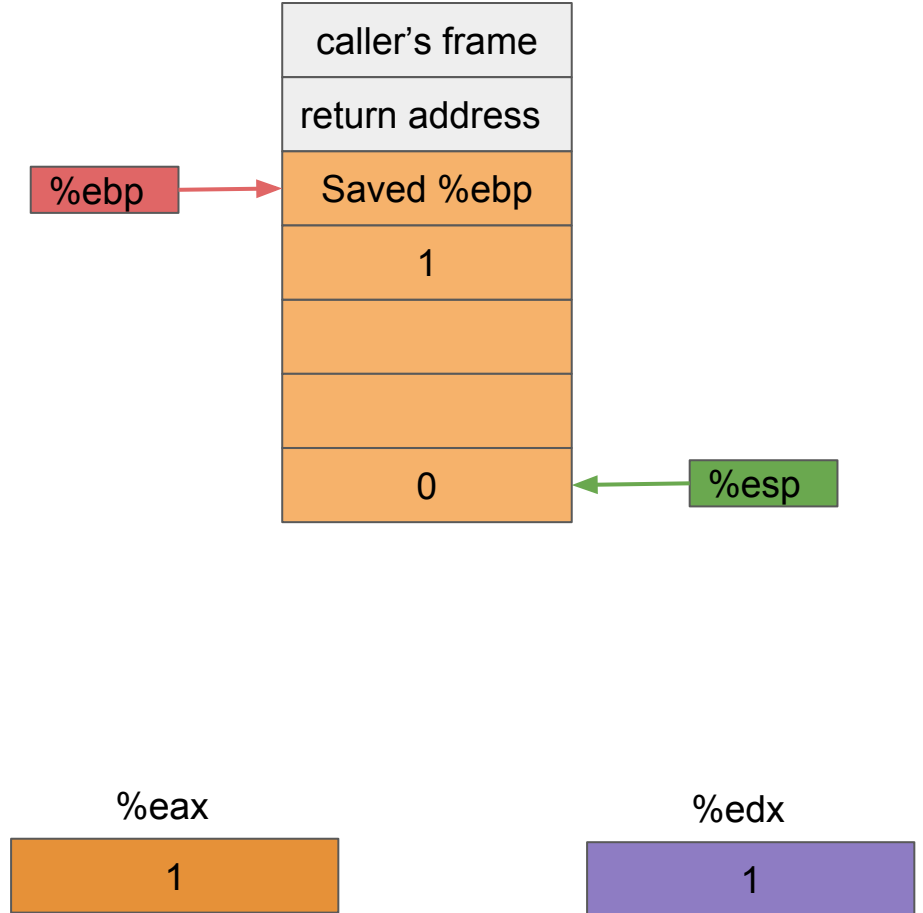 caller’s frame
return address
%ebp
Saved %ebp
1
0
%esp
%eax
%edx
1
1